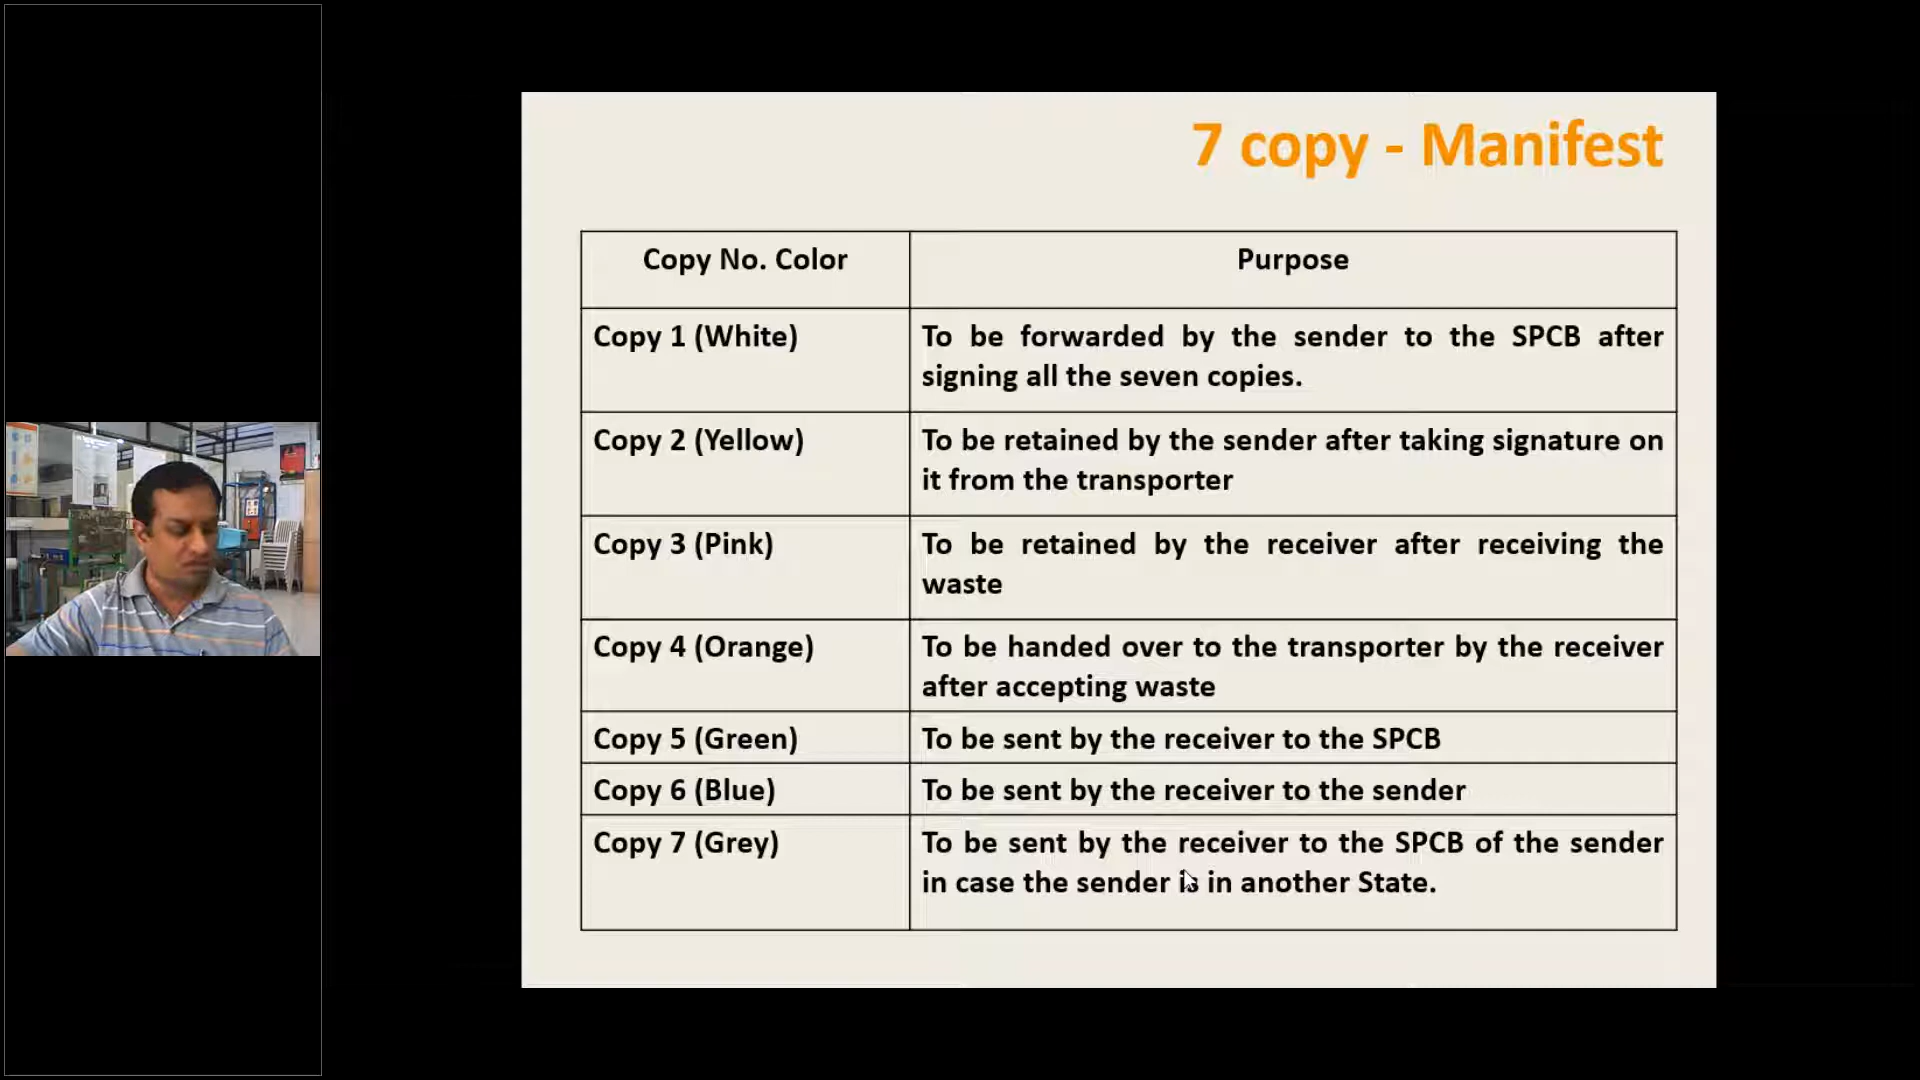 7 copy - Manifest
Copy No. Color
Purpose
Copy 1 (White)
To be forwarded by the sender to the SPCB after
signing all the seven copies.
Copy 2 (Yellow)
To be retained by the sender after taking signature on
it from the transporter
Copy 3 (Pink)
To be retained by the receiver after receiving the
waste
Copy 4 (Orange)
To be handed over to the transporter by the receiver
after accepting waste
Copy 5 (Green)
To be sent by the receiver to the SPCB
Copy 6 (Blue)
To be sent by the receiver to the sender
Copy 7 (Grey)
To be sent by the receiver to the SPCB of the sender
in case the sender is in another State.